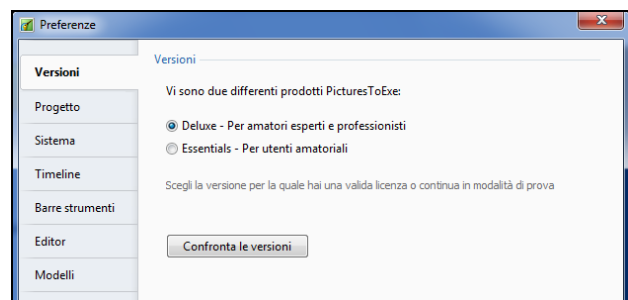 Preferenze
Versioni
Progetto
Sistema
Timeline
Barre strumenti
Editor
Modelli
Versioni
Vi sono due differenti prodotti PicturesToExe:
Deluxe - Per amatori esperti e professionisti
Essentials - Per utenti amatoriali
Scegli la versione per la quale hai una valida licenza o continua in modalità di prova
Confronta le versioni